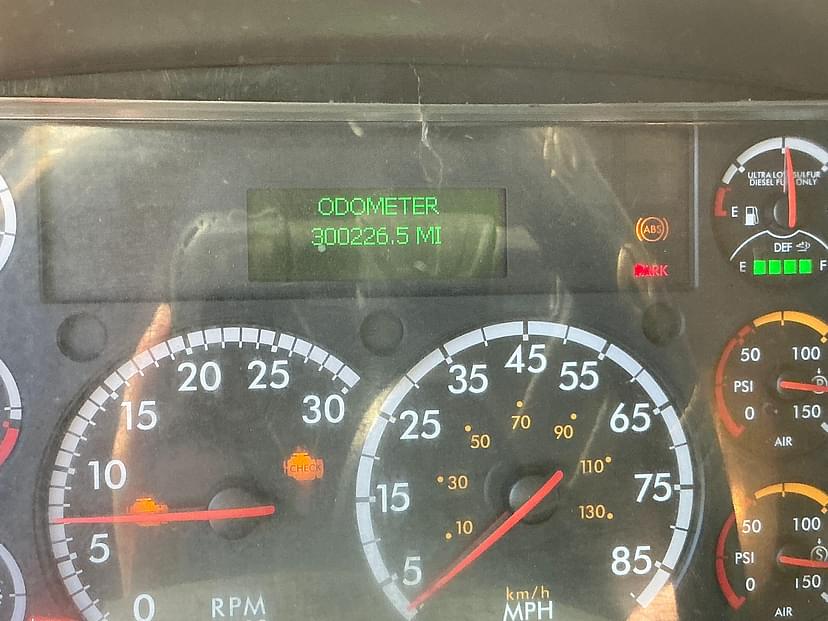 ODOMETER
300226.5 MI
ABS
PARK
ULTRA LOW SULFUR
DIESEL FUEL ONLY
E
DEF
E F
0 5 10 15 20 25 30
CHECK
RPM
5 15 25 35 45 55 65 75 85
10 30 50 70 90 110 130
km/h
MPH
50 100
PSI
0 150
AIR
50 100
PSI
0 150
AIR